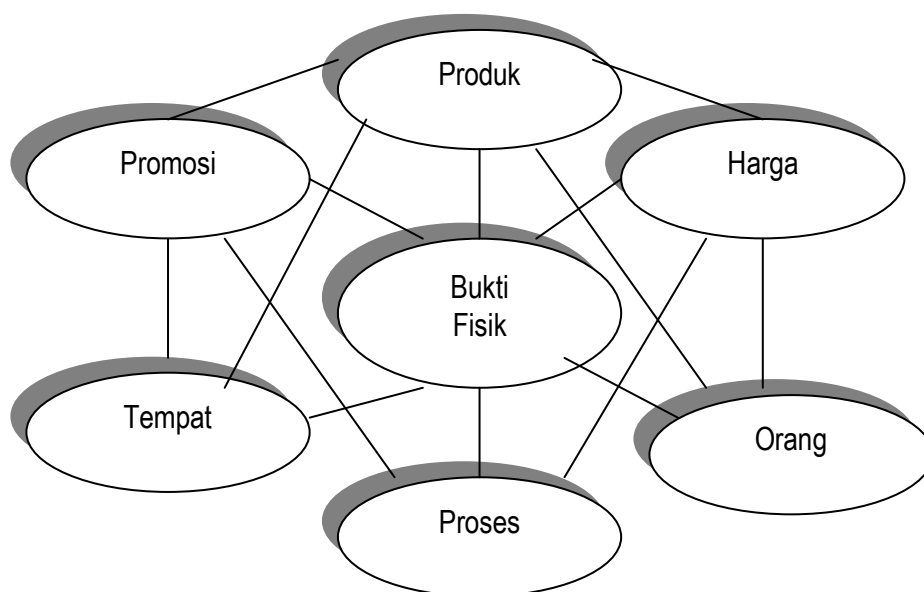 Produk
Promosi
Harga
Bukti
Fisik
Tempat
Orang
Proses